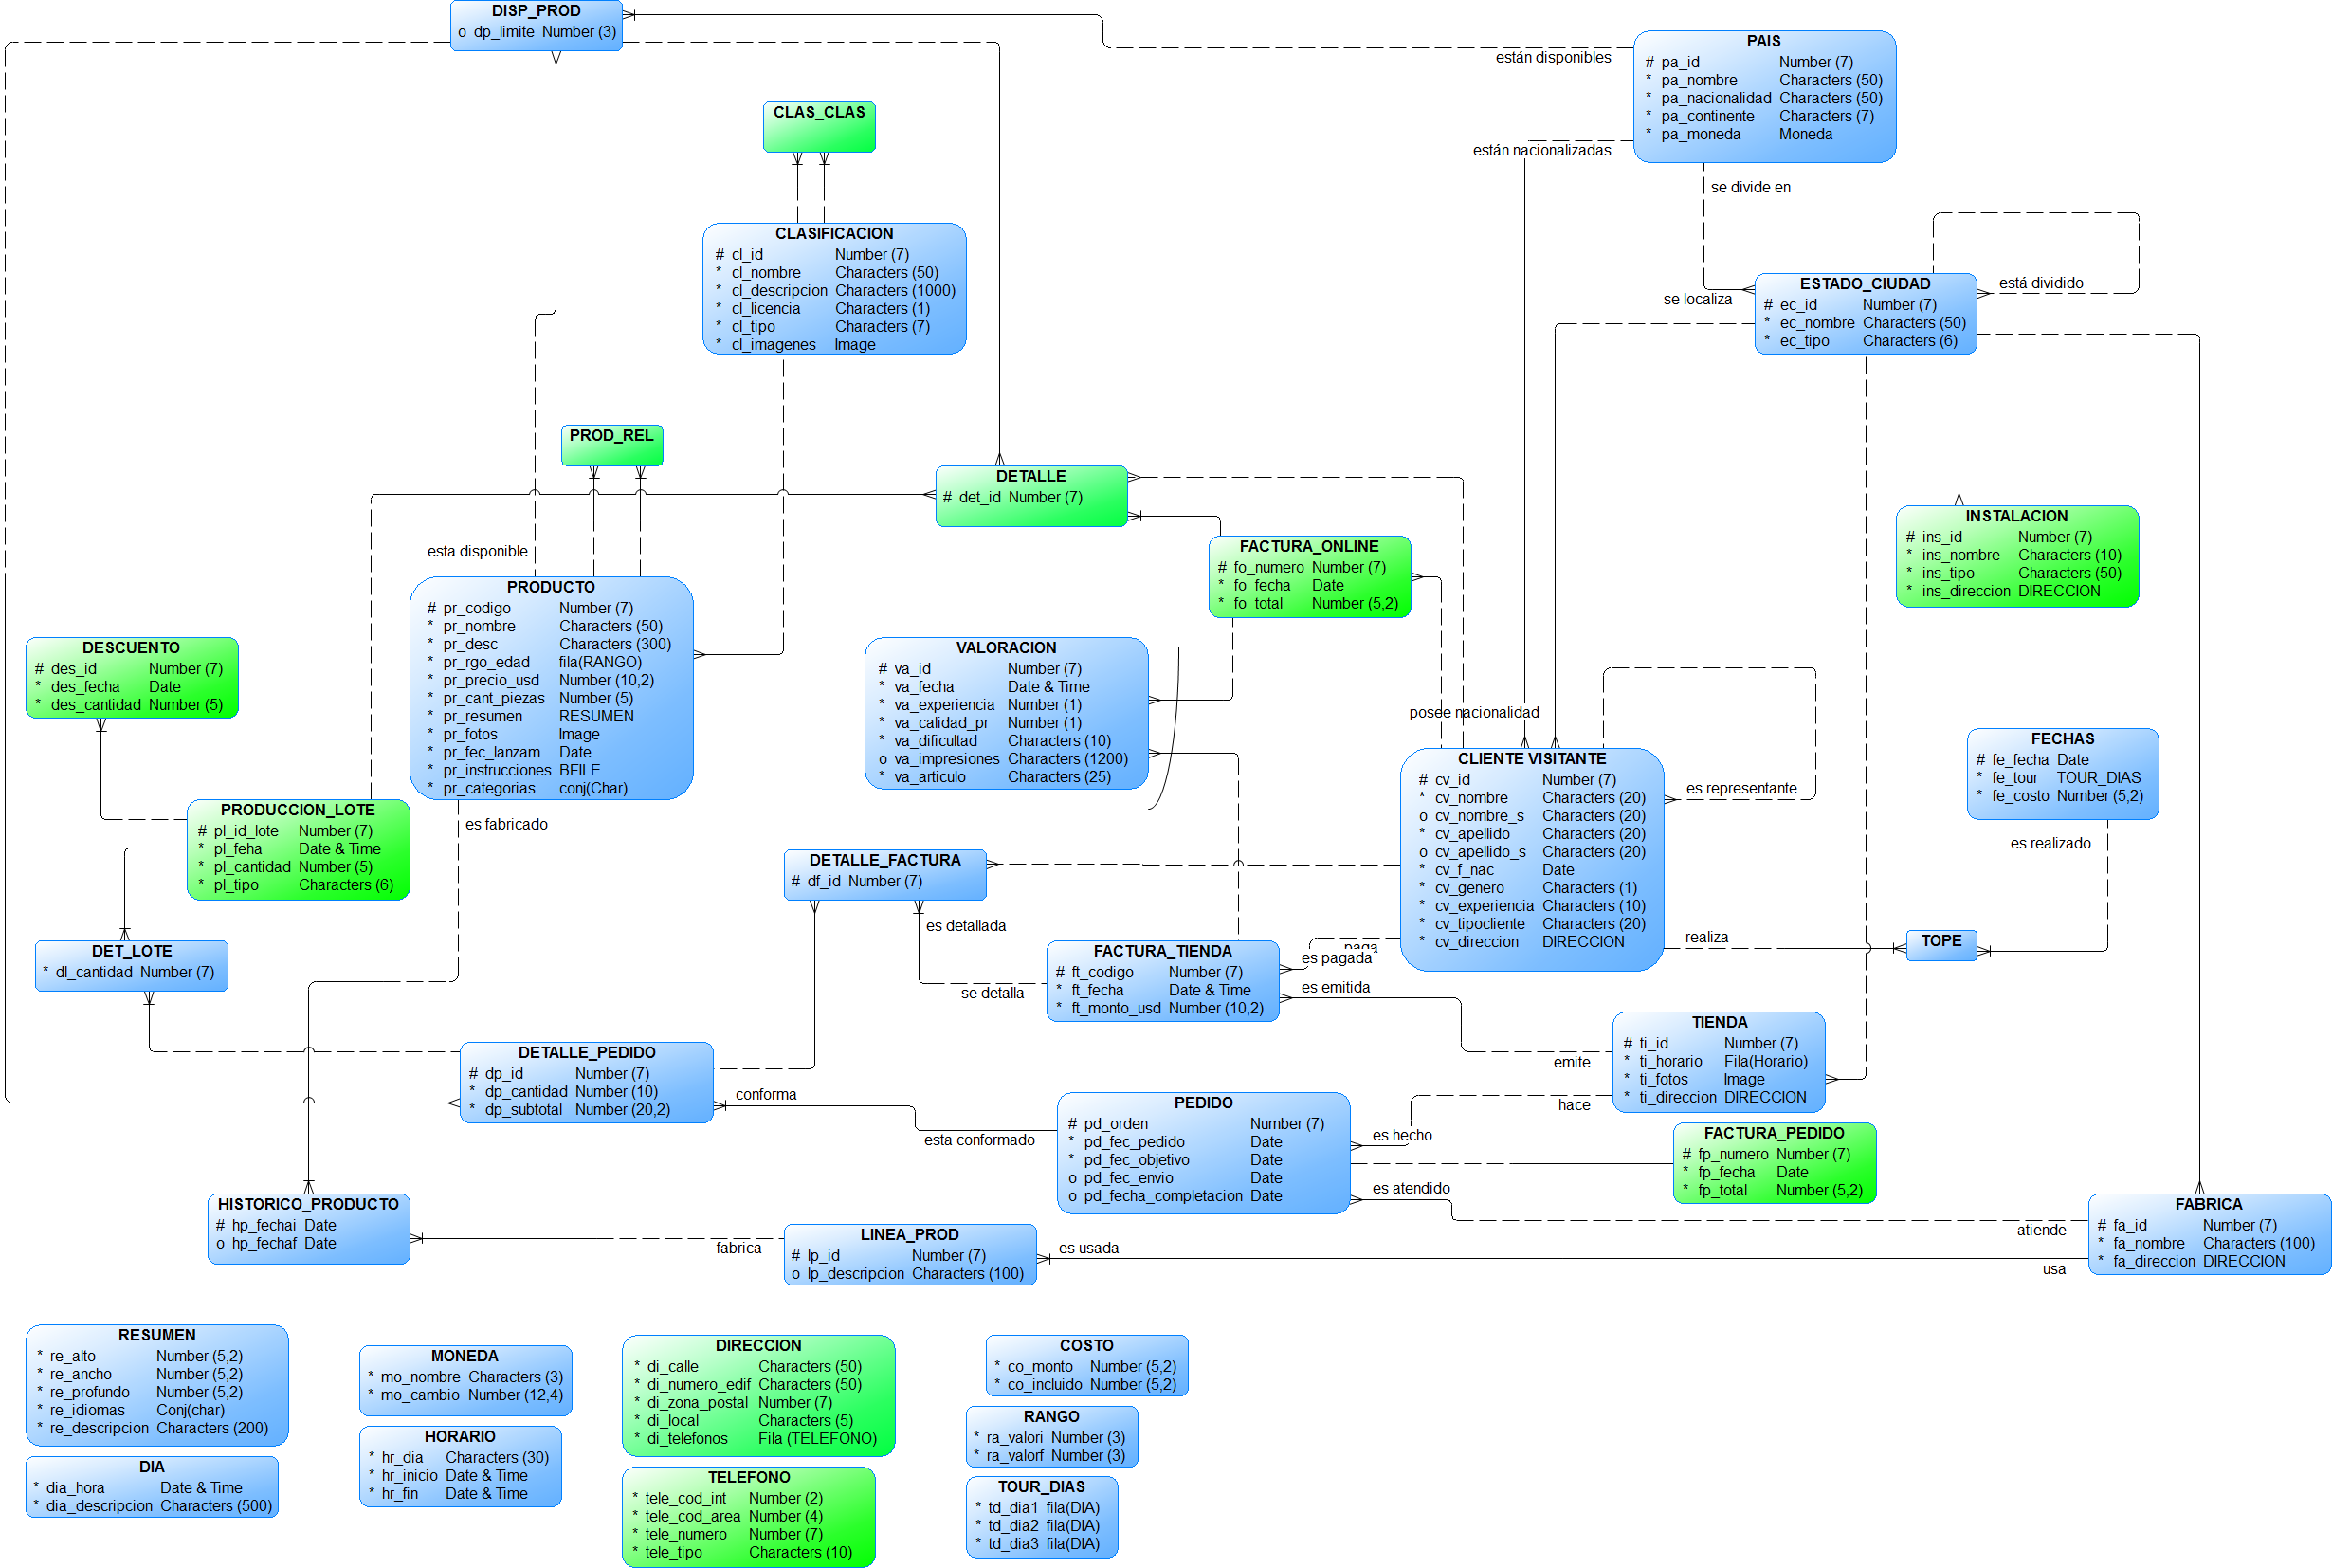 DISP_PROD
o dp_limite Number (3)
están disponibles
PAIS
# pa_id Number (7)
* pa_nombre Characters (50)
* pa_nacionalidad Characters (50)
* pa_continente Characters (7)
* pa_moneda Moneda
están nacionalizadas
se divide en
CLAS_CLAS
CLASIFICACION
# cl_id Number (7)
* cl_nombre Characters (50)
* cl_descripcion Characters (1000)
* cl_licencia Characters (1)
* cl_tipo Characters (7)
* cl_imagenes Image
se localiza
ESTADO_CIUDAD
# ec_id Number (7)
* ec_nombre Characters (50)
* ec_tipo Characters (6)
está dividido
PROD_REL
DETALLE
# det_id Number (7)
INSTALACION
# ins_id Number (7)
* ins_nombre Characters (10)
* ins_tipo Characters (50)
* ins_direccion DIRECCION
esta disponible
FACTURA_ONLINE
# fo_numero Number (7)
* fo_fecha Date
* fo_total Number (5,2)
PRODUCTO
# pr_codigo Number (7)
* pr_nombre Characters (50)
* pr_desc Characters (300)
* pr_rgo_edad fila(RANGO)
* pr_precio_usd Number (10,2)
* pr_cant_piezas Number (5)
* pr_resumen RESUMEN
* pr_fotos Image
* pr_fec_lanzam Date
* pr_instrucciones BFILE
* pr_categorias conj(Char)
DESCUENTO
# des_id Number (7)
* des_fecha Date
* des_cantidad Number (5)
VALORACION
# va_id Number (7)
* va_fecha Date & Time
* va_experiencia Number (1)
* va_calidad_pr Number (1)
* va_dificultad Characters (10)
o va_impresiones Characters (1200)
* va_articulo Characters (25)
posee nacionalidad
CLIENTE VISITANTE
# cv_id Number (7)
* cv_nombre Characters (20)
o cv_nombre_s Characters (20)
* cv_apellido Characters (20)
o cv_apellido_s Characters (20)
* cv_f_nac Date
* cv_genero Characters (1)
* cv_experiencia Characters (10)
* cv_tipocliente Characters (20)
* cv_direccion DIRECCION
es representante
FECHAS
# fe_fecha Date
* fe_tour TOUR_DIAS
* fe_costo Number (5,2)
es realizado
PRODUCCION_LOTE
# pl_id_lote Number (7)
* pl_feha Date & Time
* pl_cantidad Number (5)
* pl_tipo Characters (6)
es fabricado
DETALLE_FACTURA
# df_id Number (7)
es detallada
DET_LOTE
* dl_cantidad Number (7)
FACTURA_TIENDA
# ft_codigo Number (7)
* ft_fecha Date & Time
* ft_monto_usd Number (10,2)
se detalla
paga
es pagada
es emitida
realiza
TOPE
TIENDA
# ti_id Number (7)
* ti_horario Fila(Horario)
* ti_fotos Image
* ti_direccion DIRECCION
emite
hace
DETALLE_PEDIDO
# dp_id Number (7)
* dp_cantidad Number (10)
* dp_subtotal Number (20,2)
conforma
esta conformado
PEDIDO
# pd_orden Number (7)
* pd_fec_pedido Date
* pd_fec_objetivo Date
o pd_fec_envio Date
o pd_fecha_completacion Date
es hecho
es atendido
FACTURA_PEDIDO
# fp_numero Number (7)
* fp_fecha Date
* fp_total Number (5,2)
HISTORICO_PRODUCTO
# hp_fechai Date
o hp_fechaf Date
fabrica
LINEA_PROD
# lp_id Number (7)
o lp_descripcion Characters (100)
es usada
atiende
usa
FABRICA
# fa_id Number (7)
* fa_nombre Characters (100)
* fa_direccion DIRECCION
RESUMEN
* re_alto Number (5,2)
* re_ancho Number (5,2)
* re_profundo Number (5,2)
* re_idiomas Conj(char)
* re_descripcion Characters (200)
DIA
* dia_hora Date & Time
* dia_descripcion Characters (500)
MONEDA
* mo_nombre Characters (3)
* mo_cambio Number (12,4)
HORARIO
* hr_dia Characters (30)
* hr_inicio Date & Time
* hr_fin Date & Time
DIRECCION
* di_calle Characters (50)
* di_numero_edif Characters (50)
* di_zona_postal Number (7)
* di_local Characters (5)
* di_telefonos Fila (TELEFONO)
TELEFONO
* tele_cod_int Number (2)
* tele_cod_area Number (4)
* tele_numero Number (7)
* tele_tipo Characters (10)
COSTO
* co_monto Number (5,2)
* co_incluido Number (5,2)
RANGO
* ra_valori Number (3)
* ra_valorf Number (3)
TOUR_DIAS
* td_dia1 fila(DIA)
* td_dia2 fila(DIA)
* td_dia3 fila(DIA)